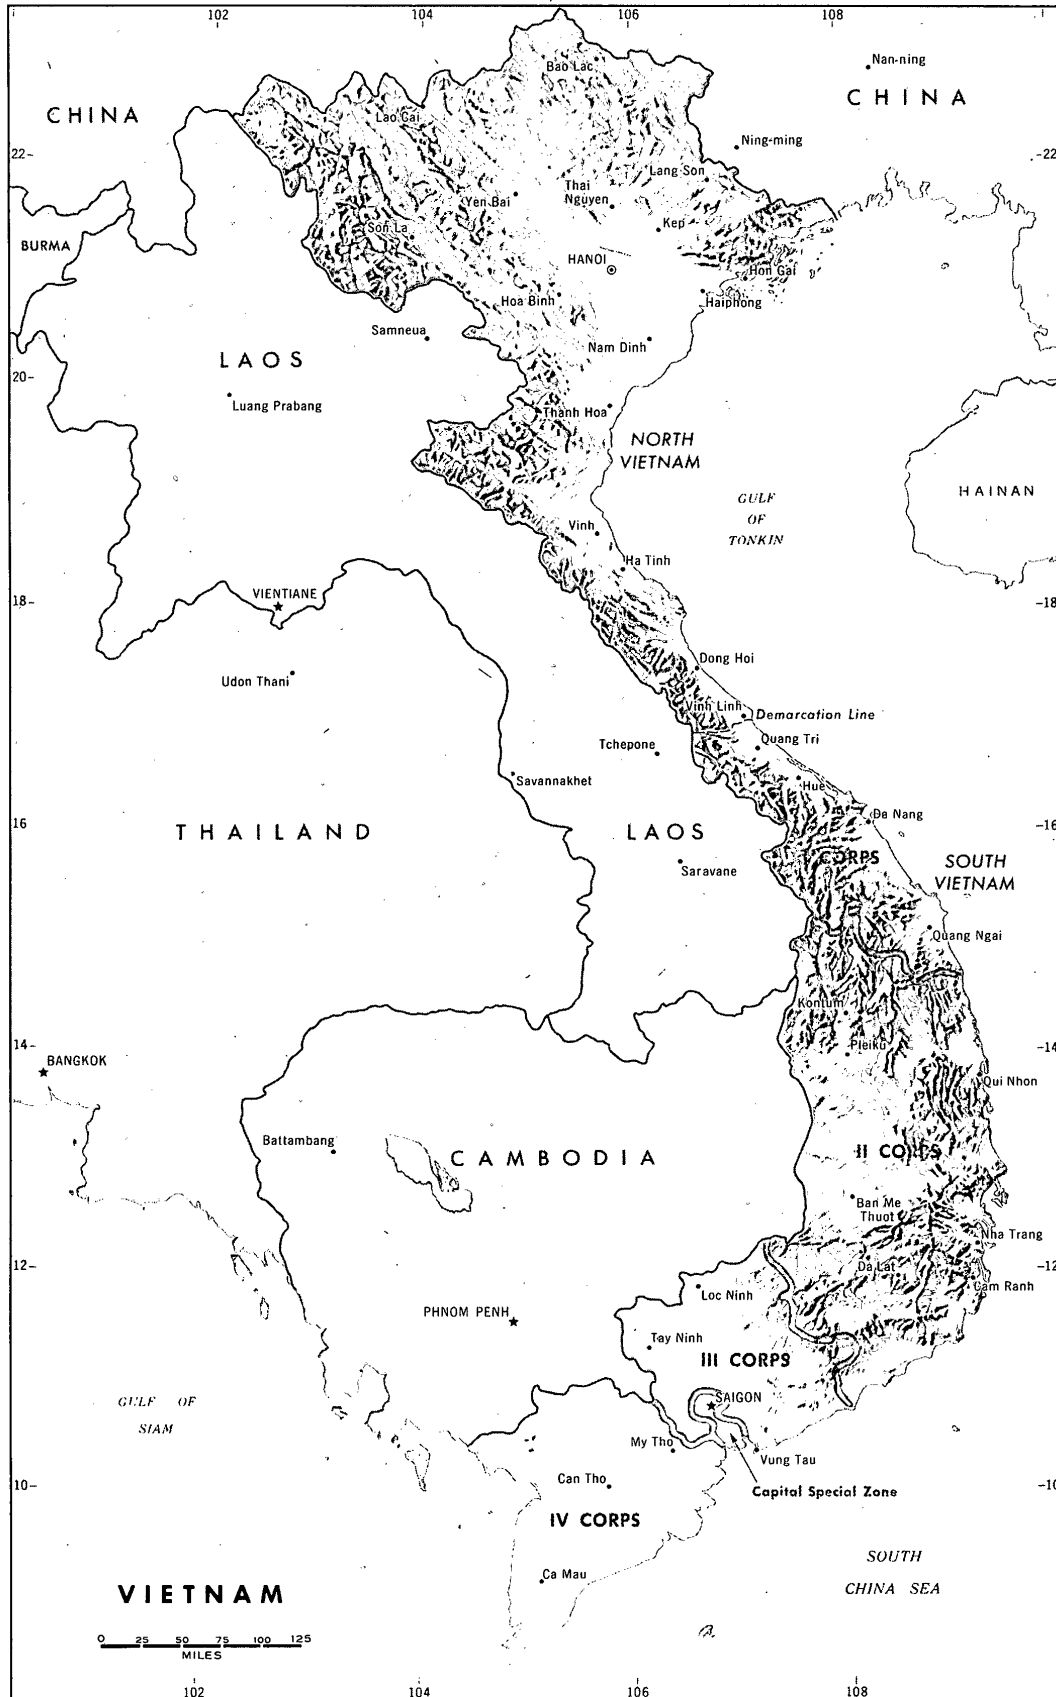 102 104 106 108
Bao Lac
Nan-ning
CHINA
CHINA
Lao Cai
Ning-ming
22-
-22
Lang Son
Thai
Nguyen
Yen Bai
Kep
Son La
BURMA
HANOI
Hon Gai
Hoa Binh
Haiphong
Samneua
Nam Dinh
LAOS
20-
Luang Prabang
Thanh Hoa
NORTH
VIETNAM
HAINAN
GULF
OF
TONKIN
Vinh
Ha Tinh
VIENTIANE
18-
-18
Dong Hoi
Udon Thani
Vinh Linh
Demarcation Line
Quang Tri
Tchepone
Savannakhet
Hue
Da Nang
16
-16
THAILAND
LAOS
CORPS
SOUTH
VIETNAM
Saravane
Quang Ngai
Kontum
14-
-14
Pleiku
BANGKOK
Qui Nhon
Battambang
CAMBODIA
II CORPS
Ban Me
Thuot
Nha Trang
12-
-12
Da Lat
Cam Ranh
Loc Ninh
PHNOM PENH
Tay Ninh
III CORPS
SAIGON
GULF OF
SIAM
My Tho
Vung Tau
Can Tho
10-
-10
Capital Special Zone
IV CORPS
SOUTH
CHINA SEA
Ca Mau
VIETNAM
0 25 50 75 100 125
MILES
102 104 106 108